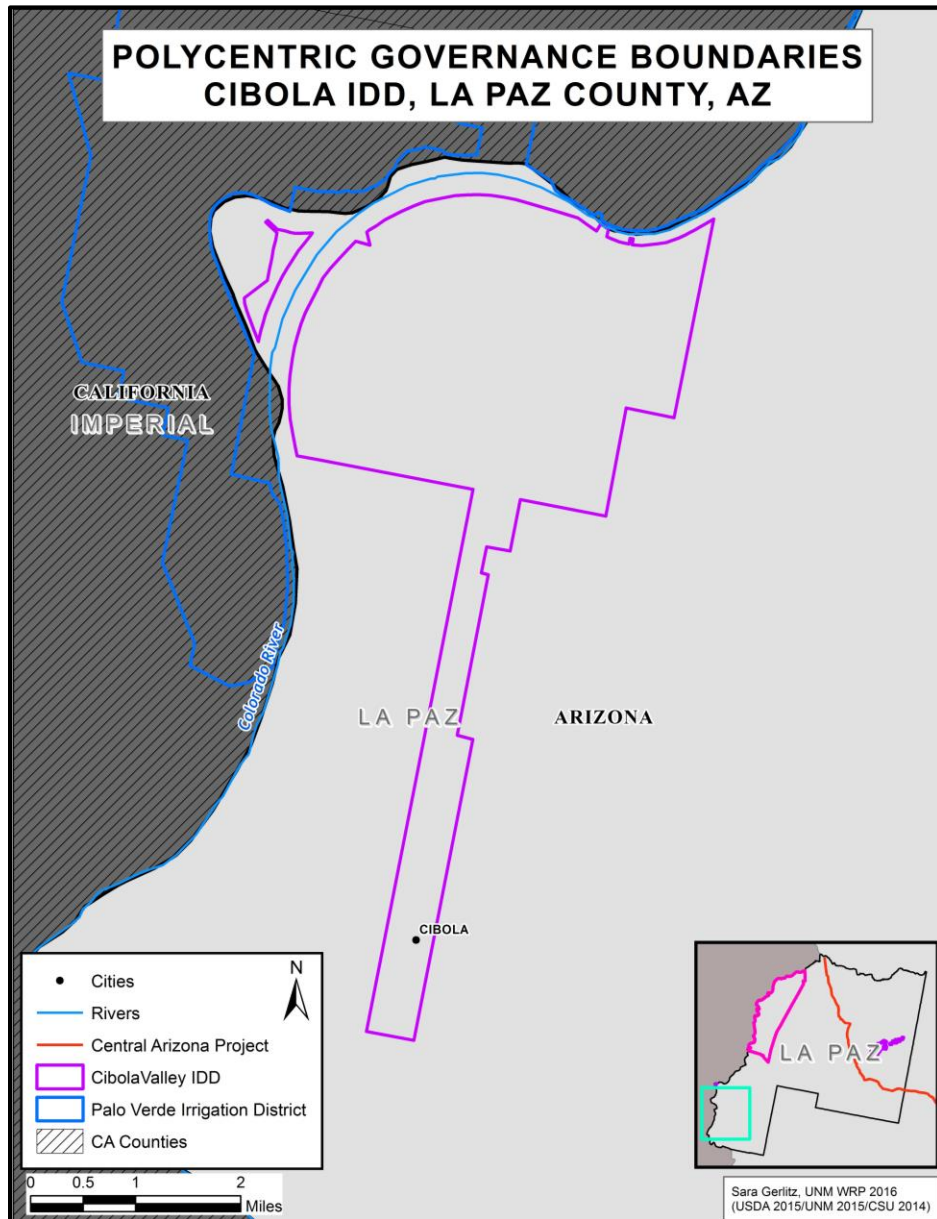 POLYCENTRIC GOVERNANCE BOUNDARIES
CIBOLA IDD, LA PAZ COUNTY, AZ
CALIFORNIA
IMPERIAL
Colorado River
LA PAZ
ARIZONA
CIBOLA
Cities
Rivers
Central Arizona Project
CibolaValley IDD
Palo Verde Irrigation District
CA Counties
N
0 0.5 1 2
Miles
LA PAZ
Sara Gerlitz, UNM WRP 2016
(USDA 2015/UNM 2015/CSU 2014)